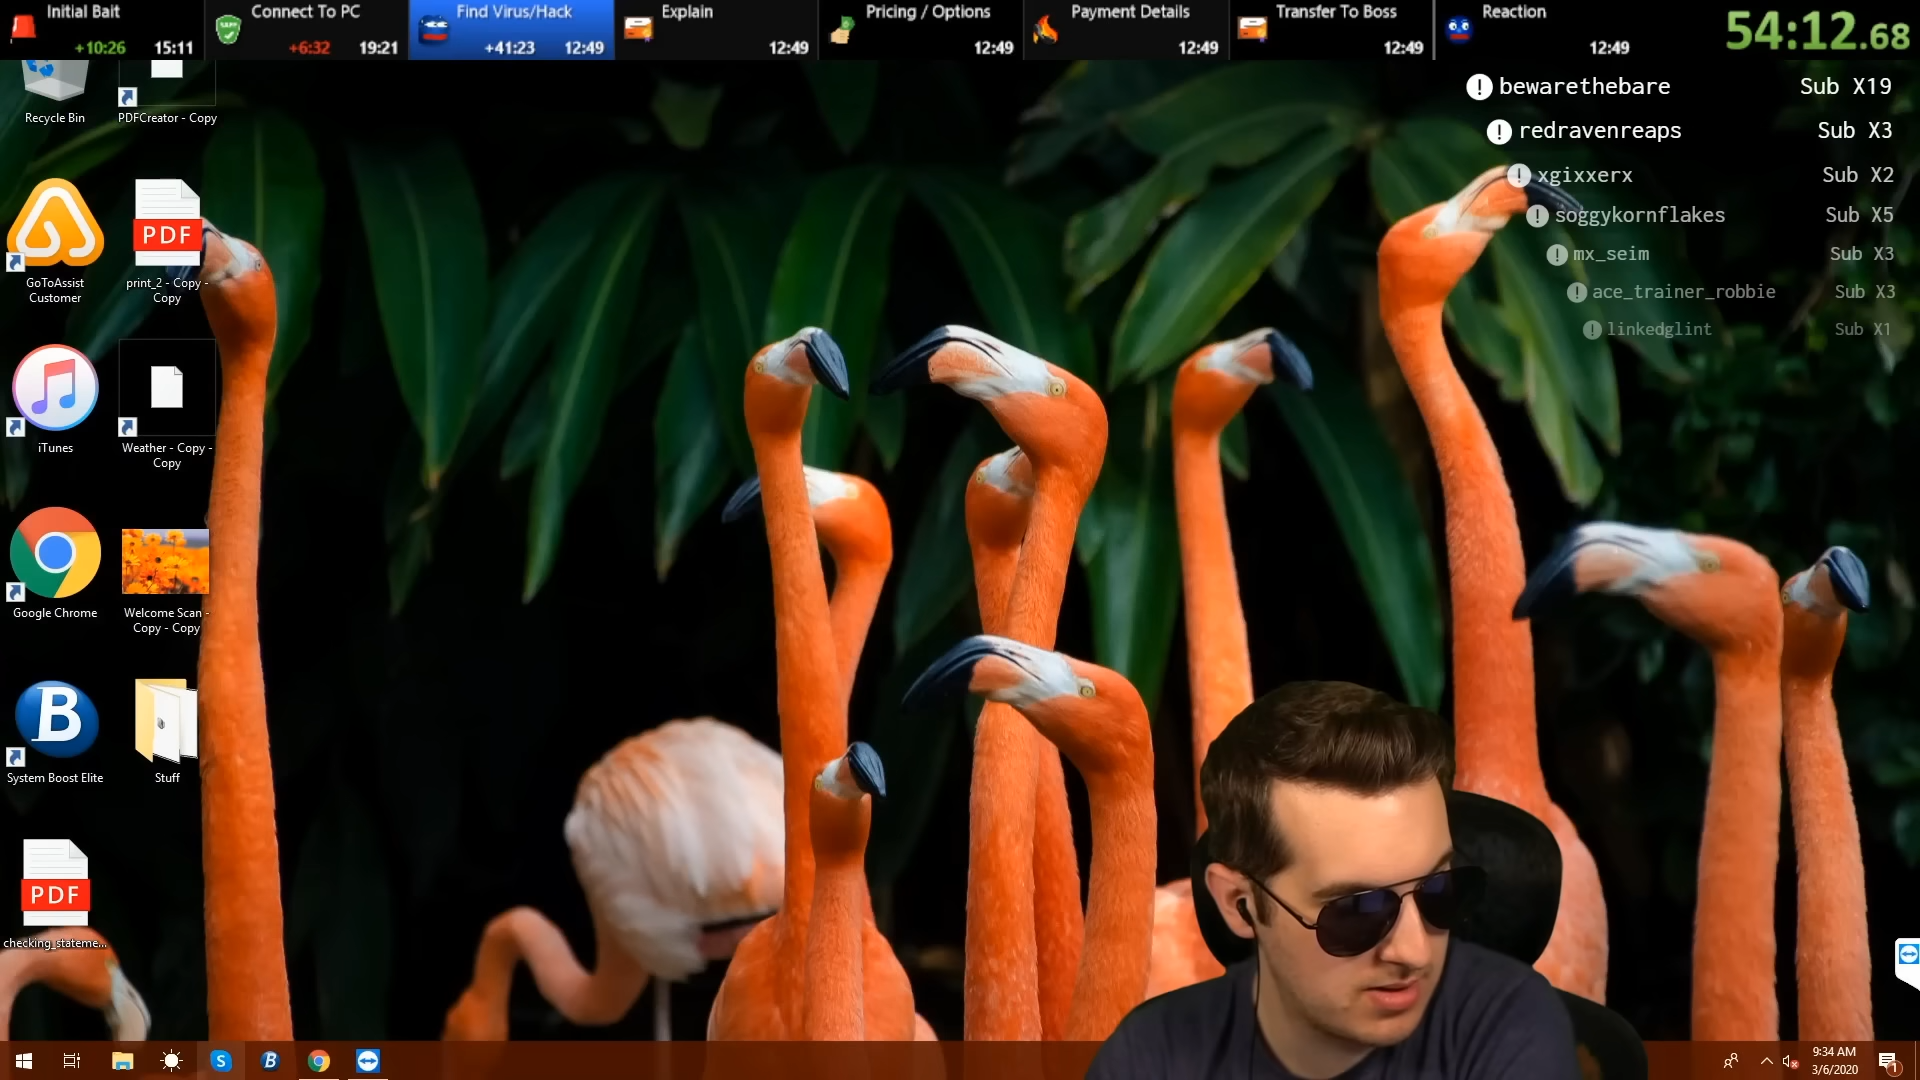 Initial Bait
+10:26 15:11
Connect To PC
+6:32 19:21
Find Virus/Hack
+41:23 12:49
Explain
12:49
Pricing / Options
12:49
Payment Details
12:49
Transfer To Boss
12:49
Reaction
12:49
54:12.68
bewarethebare Sub X19
redravenreaps Sub X3
xgixxerx Sub X2
soggykornflakes Sub X5
mx_seim Sub X3
ace_trainer_robbie Sub X3
linkedglint Sub X1
Recycle Bin
PDFCreator - Copy
GoToAssist
Customer
PDF
print_2 - Copy -
Copy
iTunes
Weather - Copy -
Copy
Google Chrome
Welcome Scan -
Copy - Copy
B
System Boost Elite
Stuff
PDF
checking_stateme...
S
B
9:34 AM
3/6/2020
1